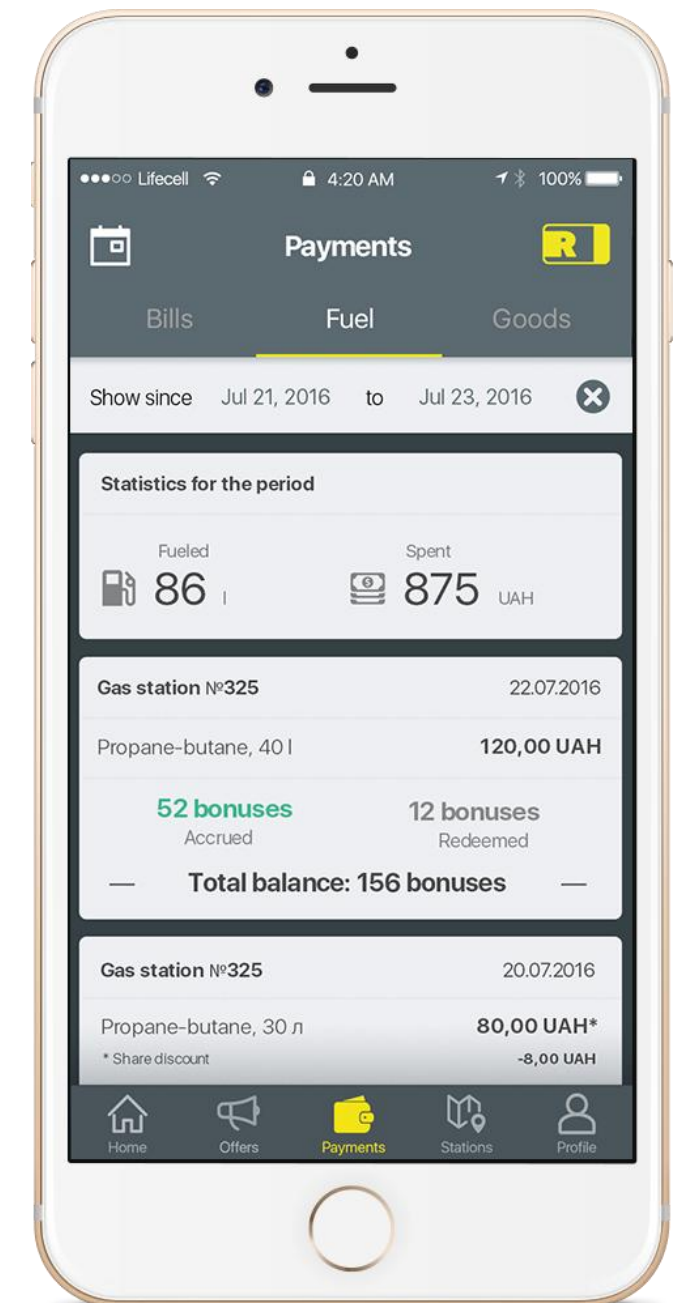 Lifecell 4:20 AM 100%
Payments R
Bills Fuel Goods
Show since Jul 21, 2016 to Jul 23, 2016
Statistics for the period
Fueled Spent
86 l 875 UAH
Gas station №325 22.07.2016
Propane-butane, 40 l 120,00 UAH
52 bonuses 12 bonuses
Accrued Redeemed
— Total balance: 156 bonuses —
Gas station №325 20.07.2016
Propane-butane, 30 л 80,00 UAH*
* Share discount -8,00 UAH
Home Offers Payments Stations Profile